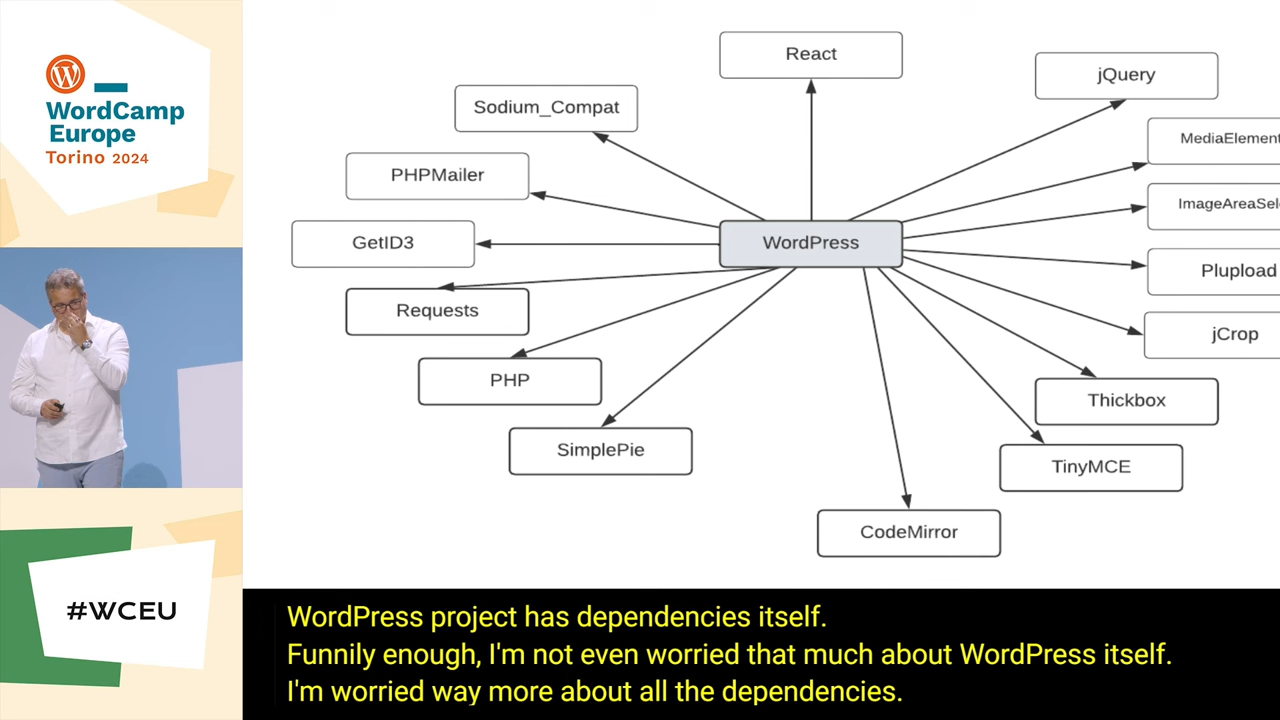 WordCamp
Europe
Torino 2024
React
jQuery
Sodium_Compat
MediaElement
PHPMailer
ImageAreaSele
GetID3
WordPress
Plupload
Requests
jCrop
PHP
Thickbox
SimplePie
TinyMCE
CodeMirror
#WCEU
WordPress project has dependencies itself.
Funnily enough, I'm not even worried that much about WordPress itself.
I'm worried way more about all the dependencies.